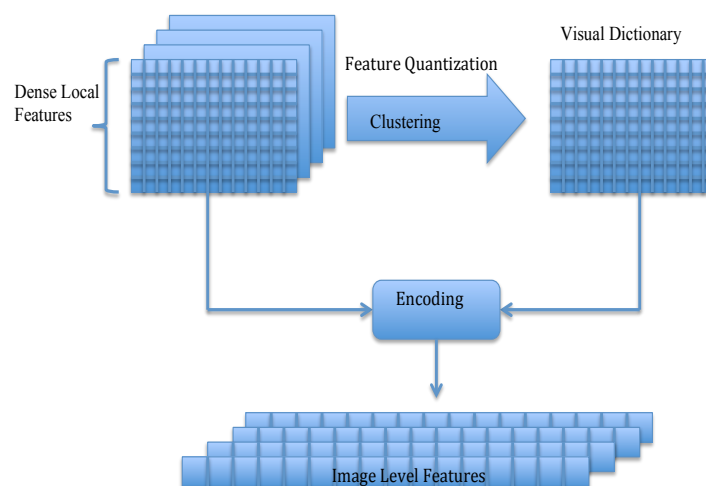 Visual Dictionary
Feature Quantization
Dense Local
Features
Clustering
Encoding
Image Level Features